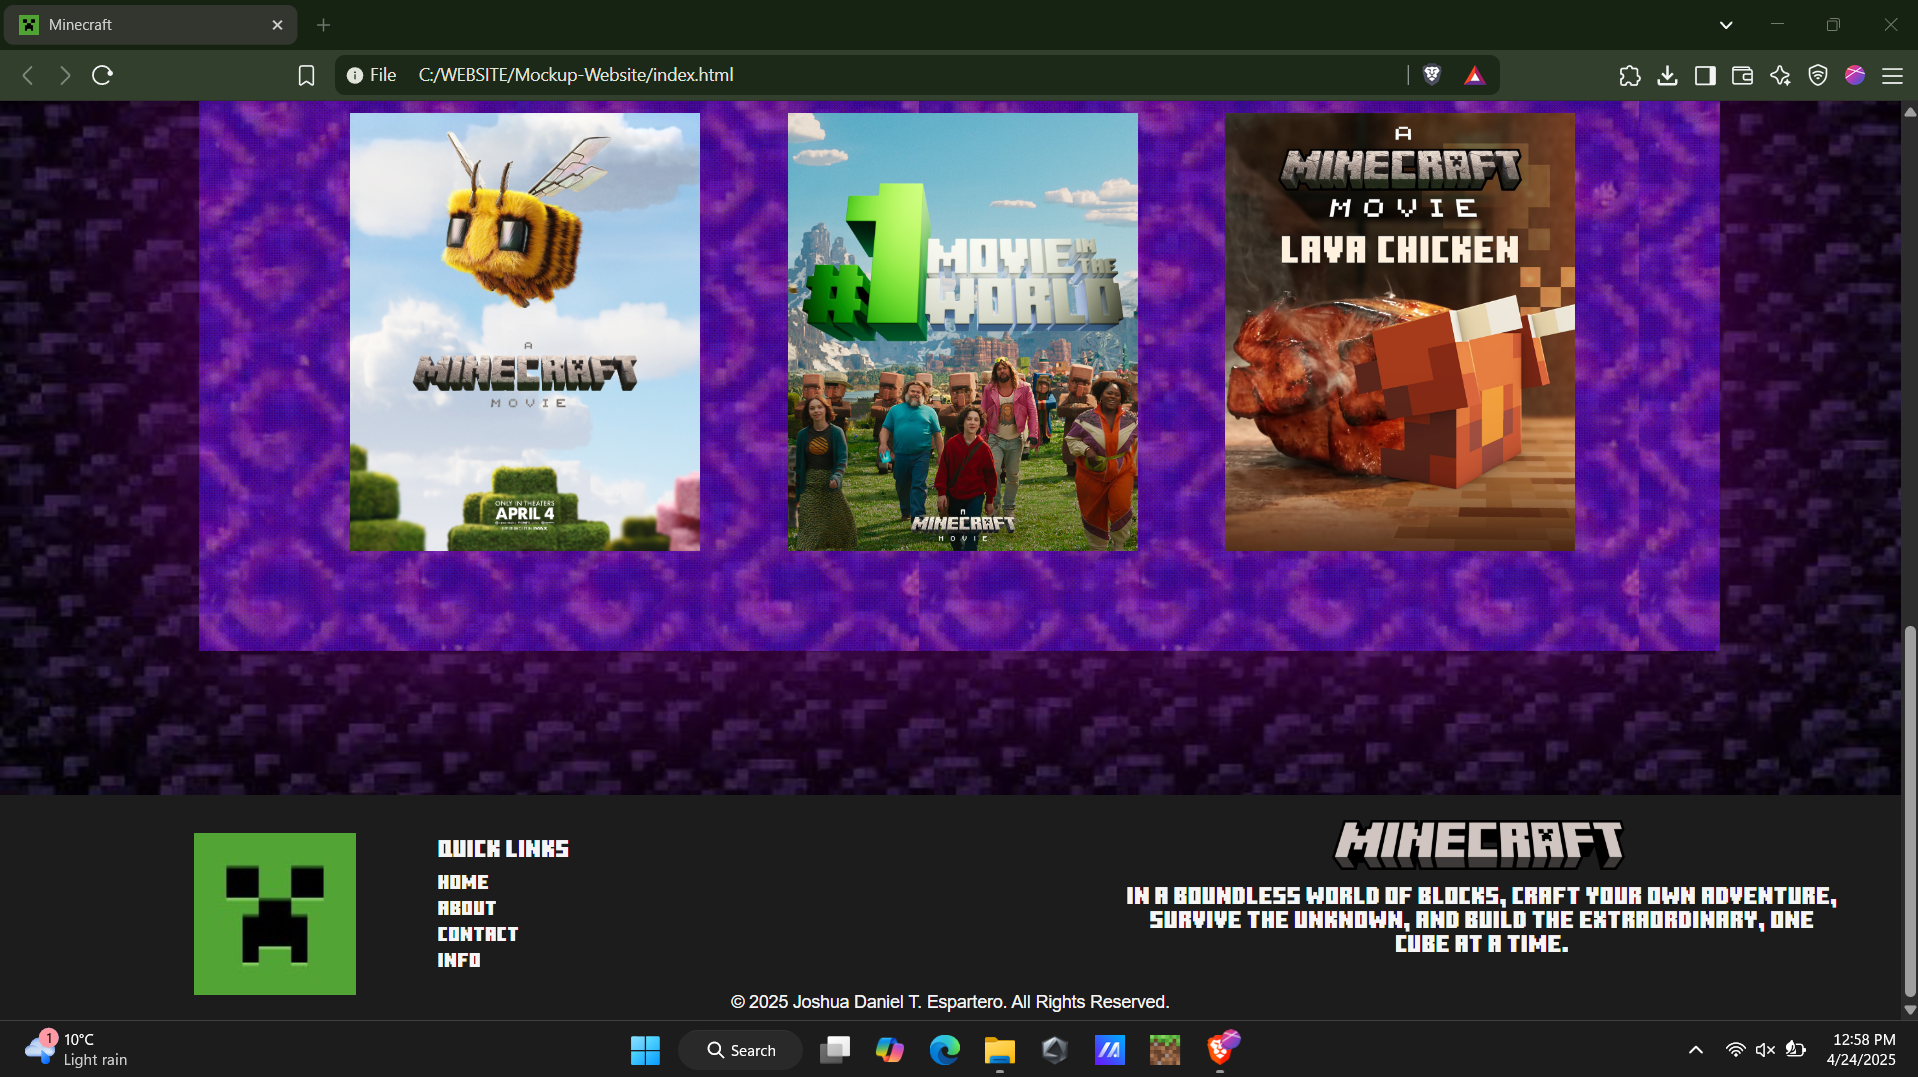 Minecraft
File C:/WEBSITE/Mockup-Website/index.html
A
MINECRAFT
MOVIE
ONLY IN THEATERS
APRIL 4
#1 MOVIE IN THE WORLD
A
MINECRAFT
MOVIE
A
MINECRAFT
MOVIE
LAVA CHICKEN
QUICK LINKS
HOME
ABOUT
CONTACT
INFO
MINECRAFT
IN A BOUNDLESS WORLD OF BLOCKS, CRAFT YOUR OWN ADVENTURE,
SURVIVE THE UNKNOWN, AND BUILD THE EXTRAORDINARY, ONE
CUBE AT A TIME.
© 2025 Joshua Daniel T. Espartero. All Rights Reserved.
1
10°C
Light rain
Search
12:58 PM
4/24/2025